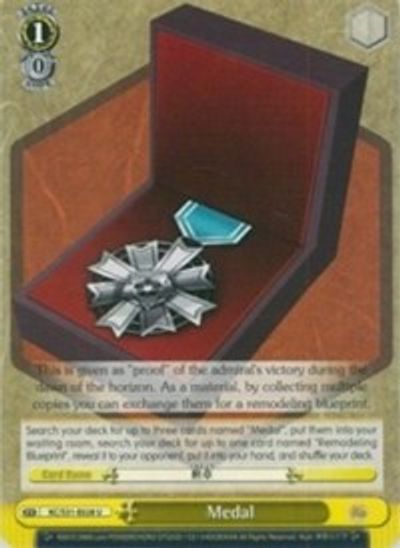 1
0
This is given as "proof" of the admiral's victory during the
dawn of the horizon. As a material, by collecting multiple
copies you can exchange them for a remodeling blueprint.
Search your deck for up to three cards named "Medal", put them into your
waiting room, search your deck for up to one card named "Remodeling
Blueprint", reveal it to your opponent, put it into your hand, and shuffle your deck.
Card Name
勲章
Medal